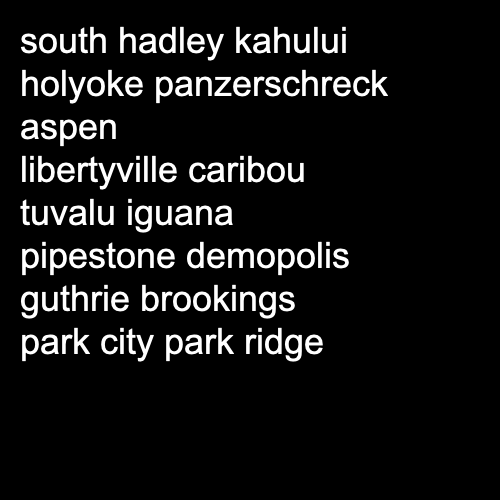 south hadley kahului
holyoke panzerschreck
aspen
libertyville caribou
tuvalu iguana
pipestone demopolis
guthrie brookings
park city park ridge